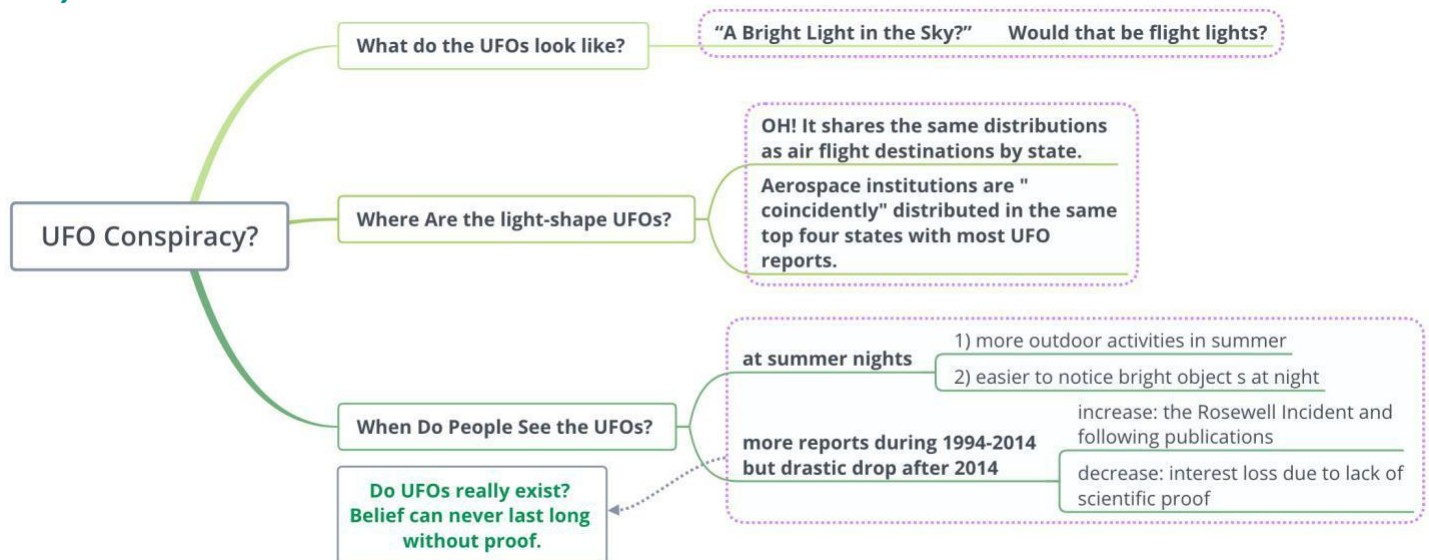 UFO Conspiracy?
What do the UFOs look like?
“A Bright Light in the Sky?” Would that be flight lights?
Where Are the light-shape UFOs?
OH! It shares the same distributions
as air flight destinations by state.
Aerospace institutions are "
coincidently" distributed in the same
top four states with most UFO
reports.
When Do People See the UFOs?
at summer nights
1) more outdoor activities in summer
2) easier to notice bright object s at night
more reports during 1994-2014
but drastic drop after 2014
increase: the Rosewell Incident and
following publications
decrease: interest loss due to lack of
scientific proof
Do UFOs really exist?
Belief can never last long
without proof.